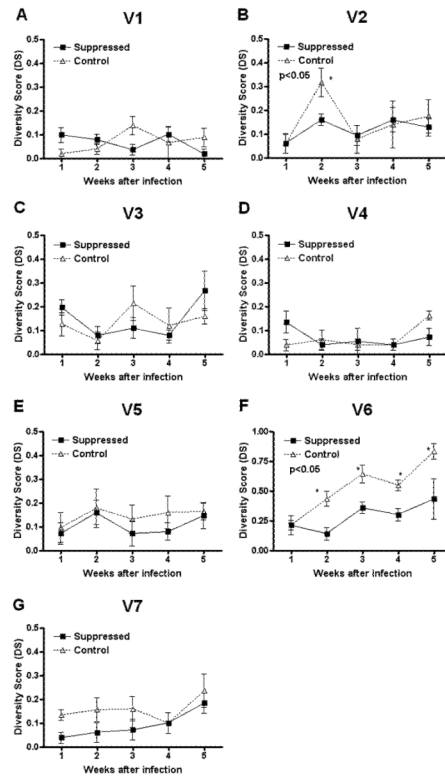 A V1
Diversity Score (DS)
0.5
0.4
0.3
0.2
0.1
0.0
Suppressed
Control
1 2 3 4 5
Weeks after infection
B V2
Diversity Score (DS)
0.5
0.4
0.3
0.2
0.1
0.0
Suppressed
Control
p<0.05
*
1 2 3 4 5
Weeks after infection
C V3
Diversity Score (DS)
0.5
0.4
0.3
0.2
0.1
0.0
Suppressed
Control
1 2 3 4 5
Weeks after infection
D V4
Diversity Score (DS)
0.5
0.4
0.3
0.2
0.1
0.0
Suppressed
Control
1 2 3 4 5
Weeks after infection
E V5
Diversity Score (DS)
0.5
0.4
0.3
0.2
0.1
0.0
Suppressed
Control
1 2 3 4 5
Weeks after infection
F V6
Diversity Score (DS)
1.00
0.75
0.50
0.25
0.00
Suppressed
Control
p<0.05
* * * *
1 2 3 4 5
Weeks after infection
G V7
Diversity Score (DS)
0.5
0.4
0.3
0.2
0.1
0.0
Suppressed
Control
1 2 3 4 5
Weeks after infection